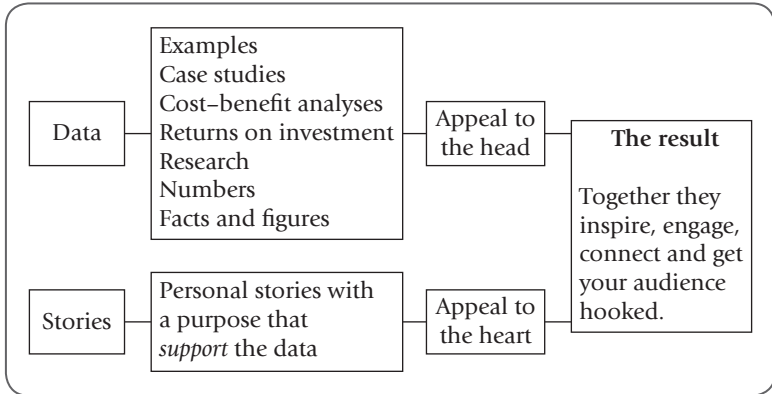 Data
Examples
Case studies
Cost–benefit analyses
Returns on investment
Research
Numbers
Facts and figures
Appeal to
the head
Stories
Personal stories with
a purpose that
support the data
Appeal to
the heart
The result
Together they
inspire, engage,
connect and get
your audience
hooked.